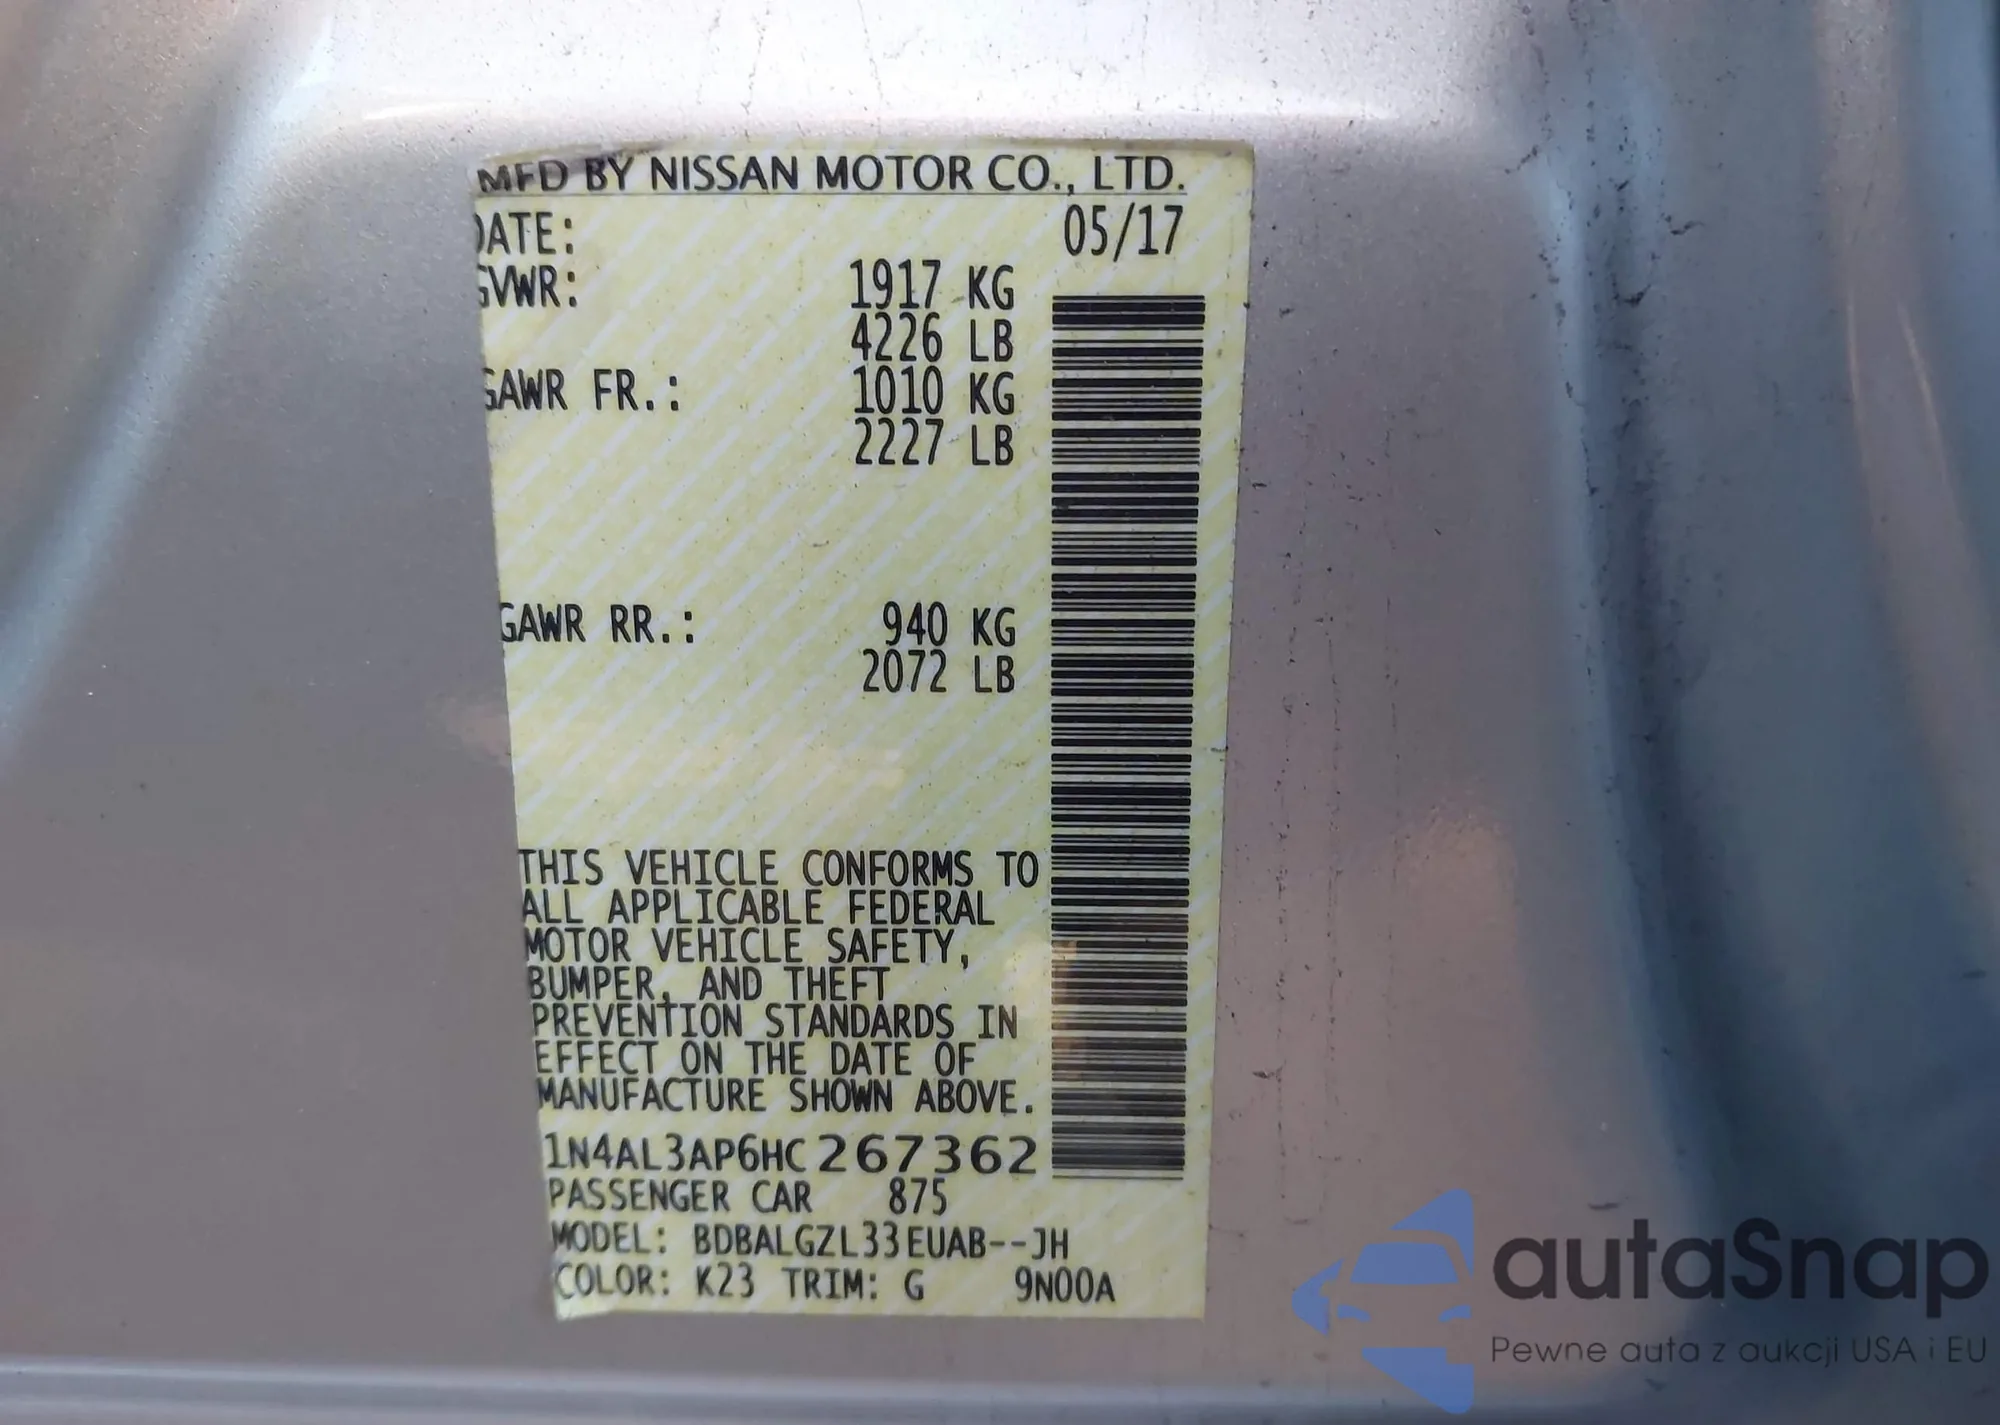 MFD BY NISSAN MOTOR CO., LTD.
DATE: 05/17
GVWR: 1917 KG
4226 LB
GAWR FR.: 1010 KG
2227 LB
GAWR RR.: 940 KG
2072 LB
THIS VEHICLE CONFORMS TO
ALL APPLICABLE FEDERAL
MOTOR VEHICLE SAFETY,
BUMPER, AND THEFT
PREVENTION STANDARDS IN
EFFECT ON THE DATE OF
MANUFACTURE SHOWN ABOVE.
1N4AL3AP6HC267362
PASSENGER CAR 875
MODEL: BDBALGZL33EUAB--JH
COLOR: K23 TRIM: G 9N00A
autaSnap
Pewne auta z aukcji USA i EU